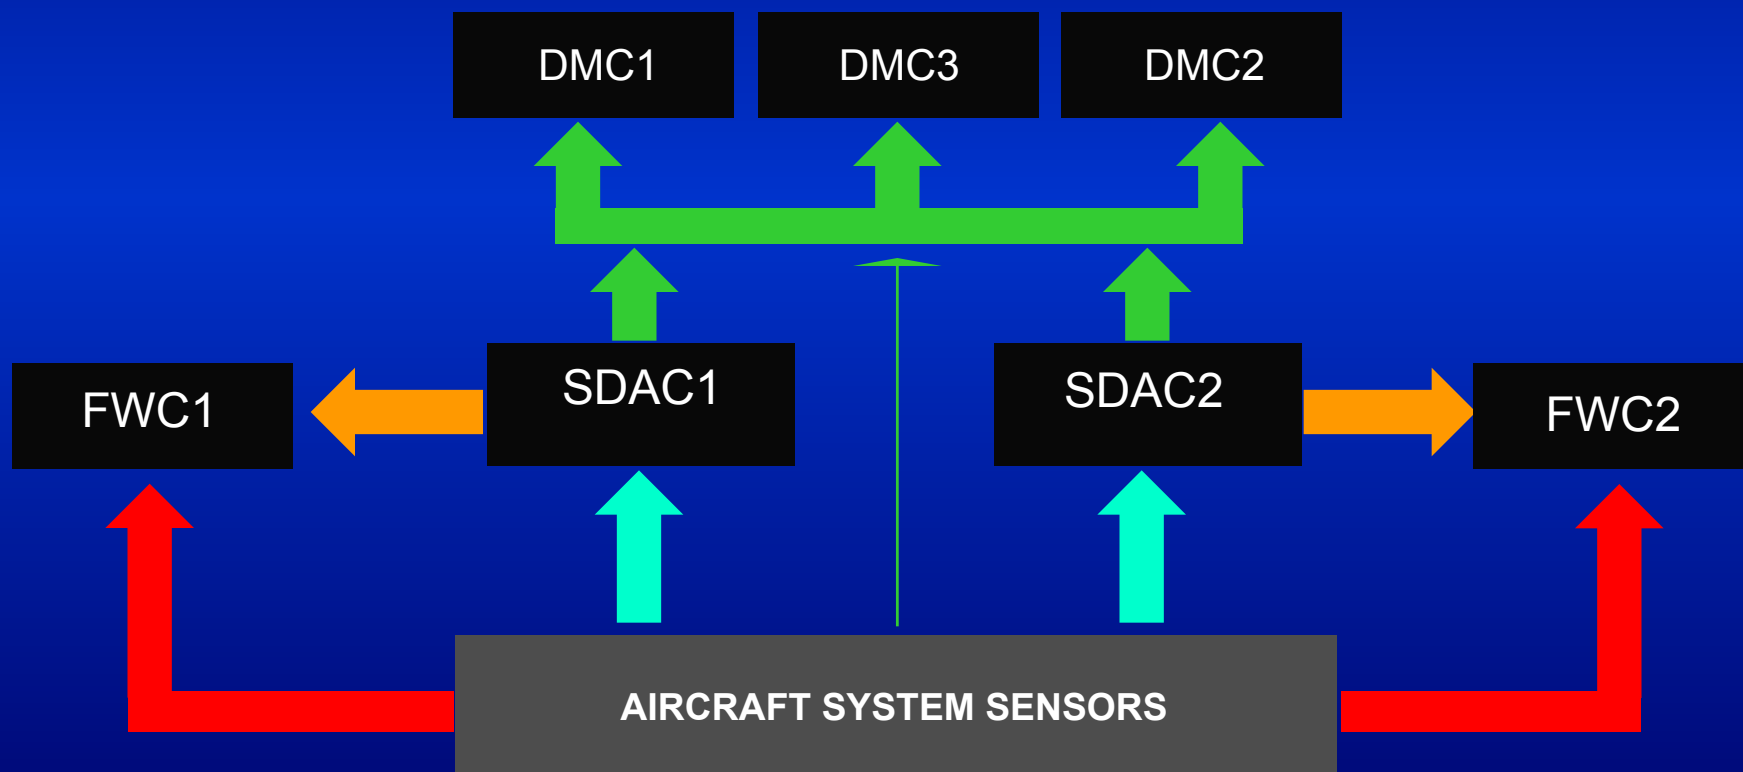 DMC1
DMC3
DMC2
FWC1
SDAC1
SDAC2
FWC2
AIRCRAFT SYSTEM SENSORS